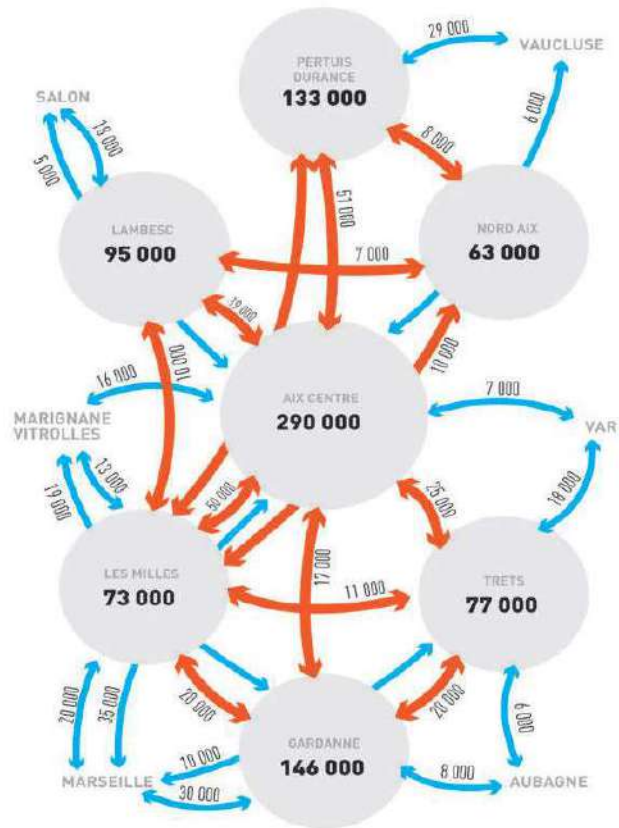 29 000
VAUCLUSE
PERTUIS
DURANCE
133 000
SALON
18 000
5 000
6 000
8 000
51 000
LAMBESC
95 000
NORD AIX
63 000
7 000
19 000
10 000
10 000
16 000
AIX CENTRE
290 000
7 000
MARIGNANE
VITROLLES
VAR
13 000
19 000
50 000
25 000
18 000
17 000
LES MILLES
73 000
11 000
TRETS
77 000
20 000
35 000
20 000
20 000
6 000
GARDANNE
146 000
10 000
8 000
MARSEILLE
30 000
AUBAGNE